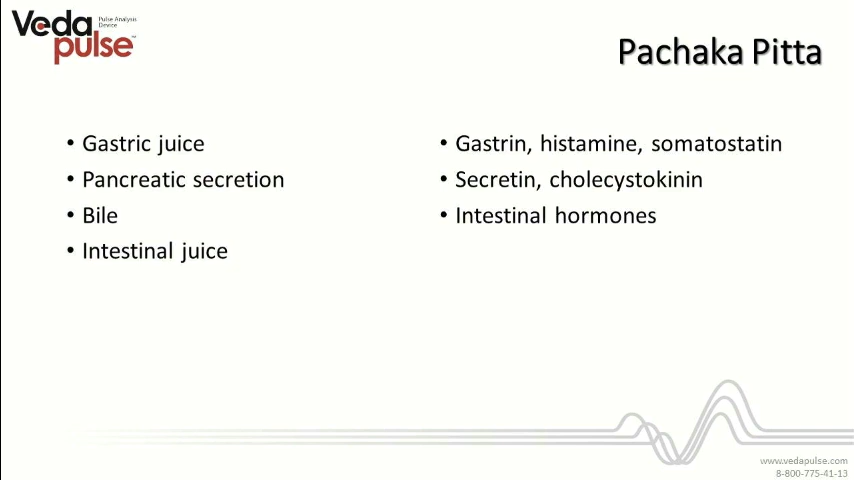 Veda Pulse Analysis
Device
pulse™
Pachaka Pitta
• Gastric juice
• Pancreatic secretion
• Bile
• Intestinal juice
• Gastrin, histamine, somatostatin
• Secretin, cholecystokinin
• Intestinal hormones
www.vedapulse.com
8-800-775-41-13